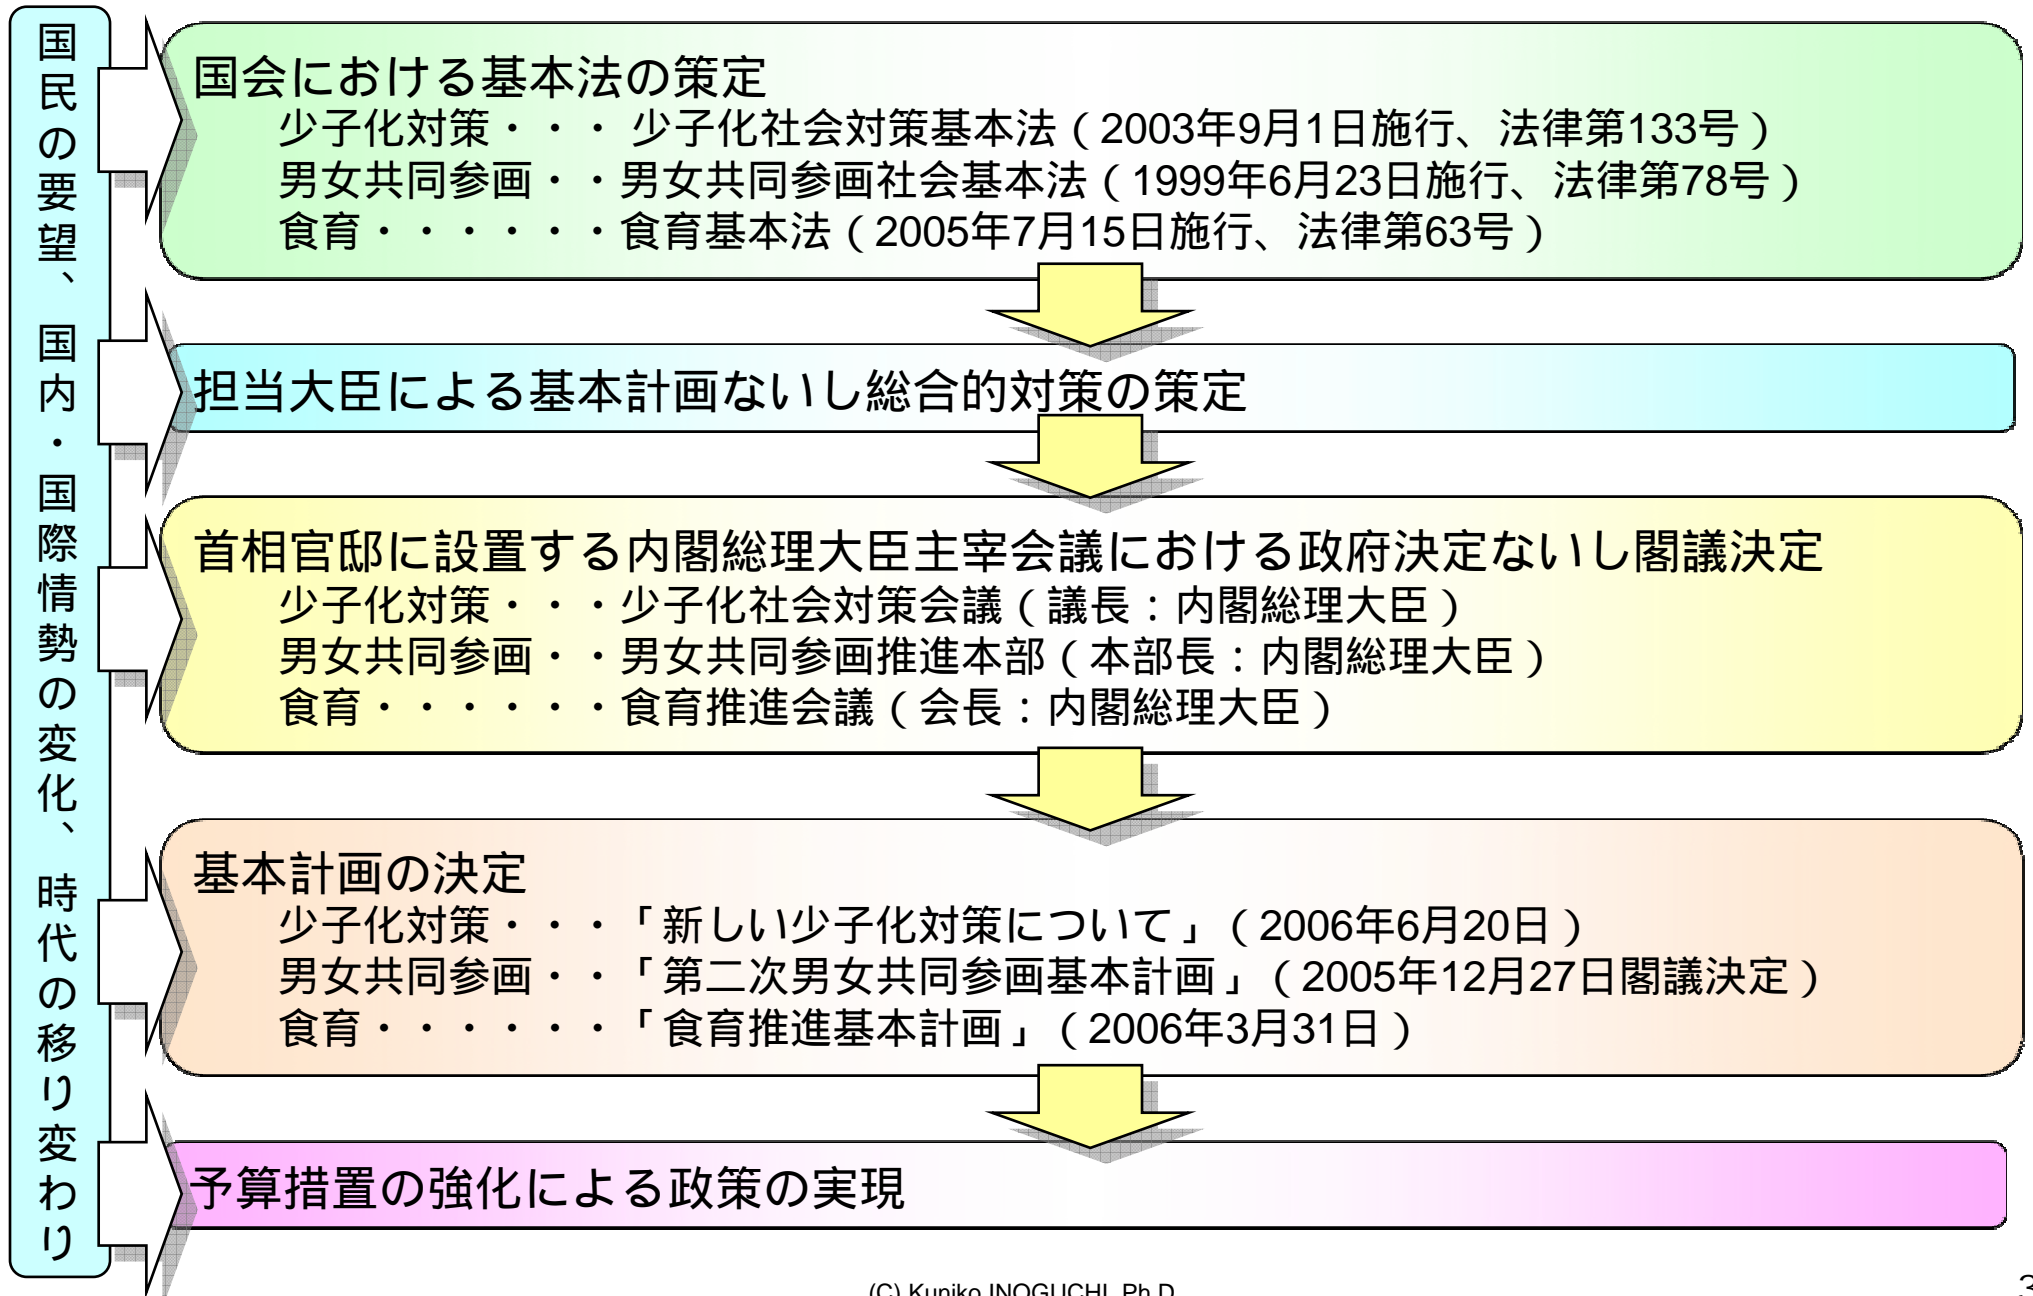 国民の要望、国内・国際情勢の変化、時代の移り変わり
国会における基本法の策定
少子化対策・・・ 少子化社会対策基本法（2003年9月1日施行、法律第133号）
男女共同参画・・男女共同参画社会基本法（1999年6月23日施行、法律第78号）
食育・・・・・・食育基本法（2005年7月15日施行、法律第63号）
担当大臣による基本計画ないし総合的対策の策定
首相官邸に設置する内閣総理大臣主宰会議における政府決定ないし閣議決定
少子化対策・・・少子化社会対策会議（議長：内閣総理大臣）
男女共同参画・・男女共同参画推進本部（本部長：内閣総理大臣）
食育・・・・・・食育推進会議（会長：内閣総理大臣）
基本計画の決定
少子化対策・・・「新しい少子化対策について」（2006年6月20日）
男女共同参画・・「第二次男女共同参画基本計画」（2005年12月27日閣議決定）
食育・・・・・・「食育推進基本計画」（2006年3月31日）
予算措置の強化による政策の実現
(C) Kuniko INOGUCHI, Ph.D.
3